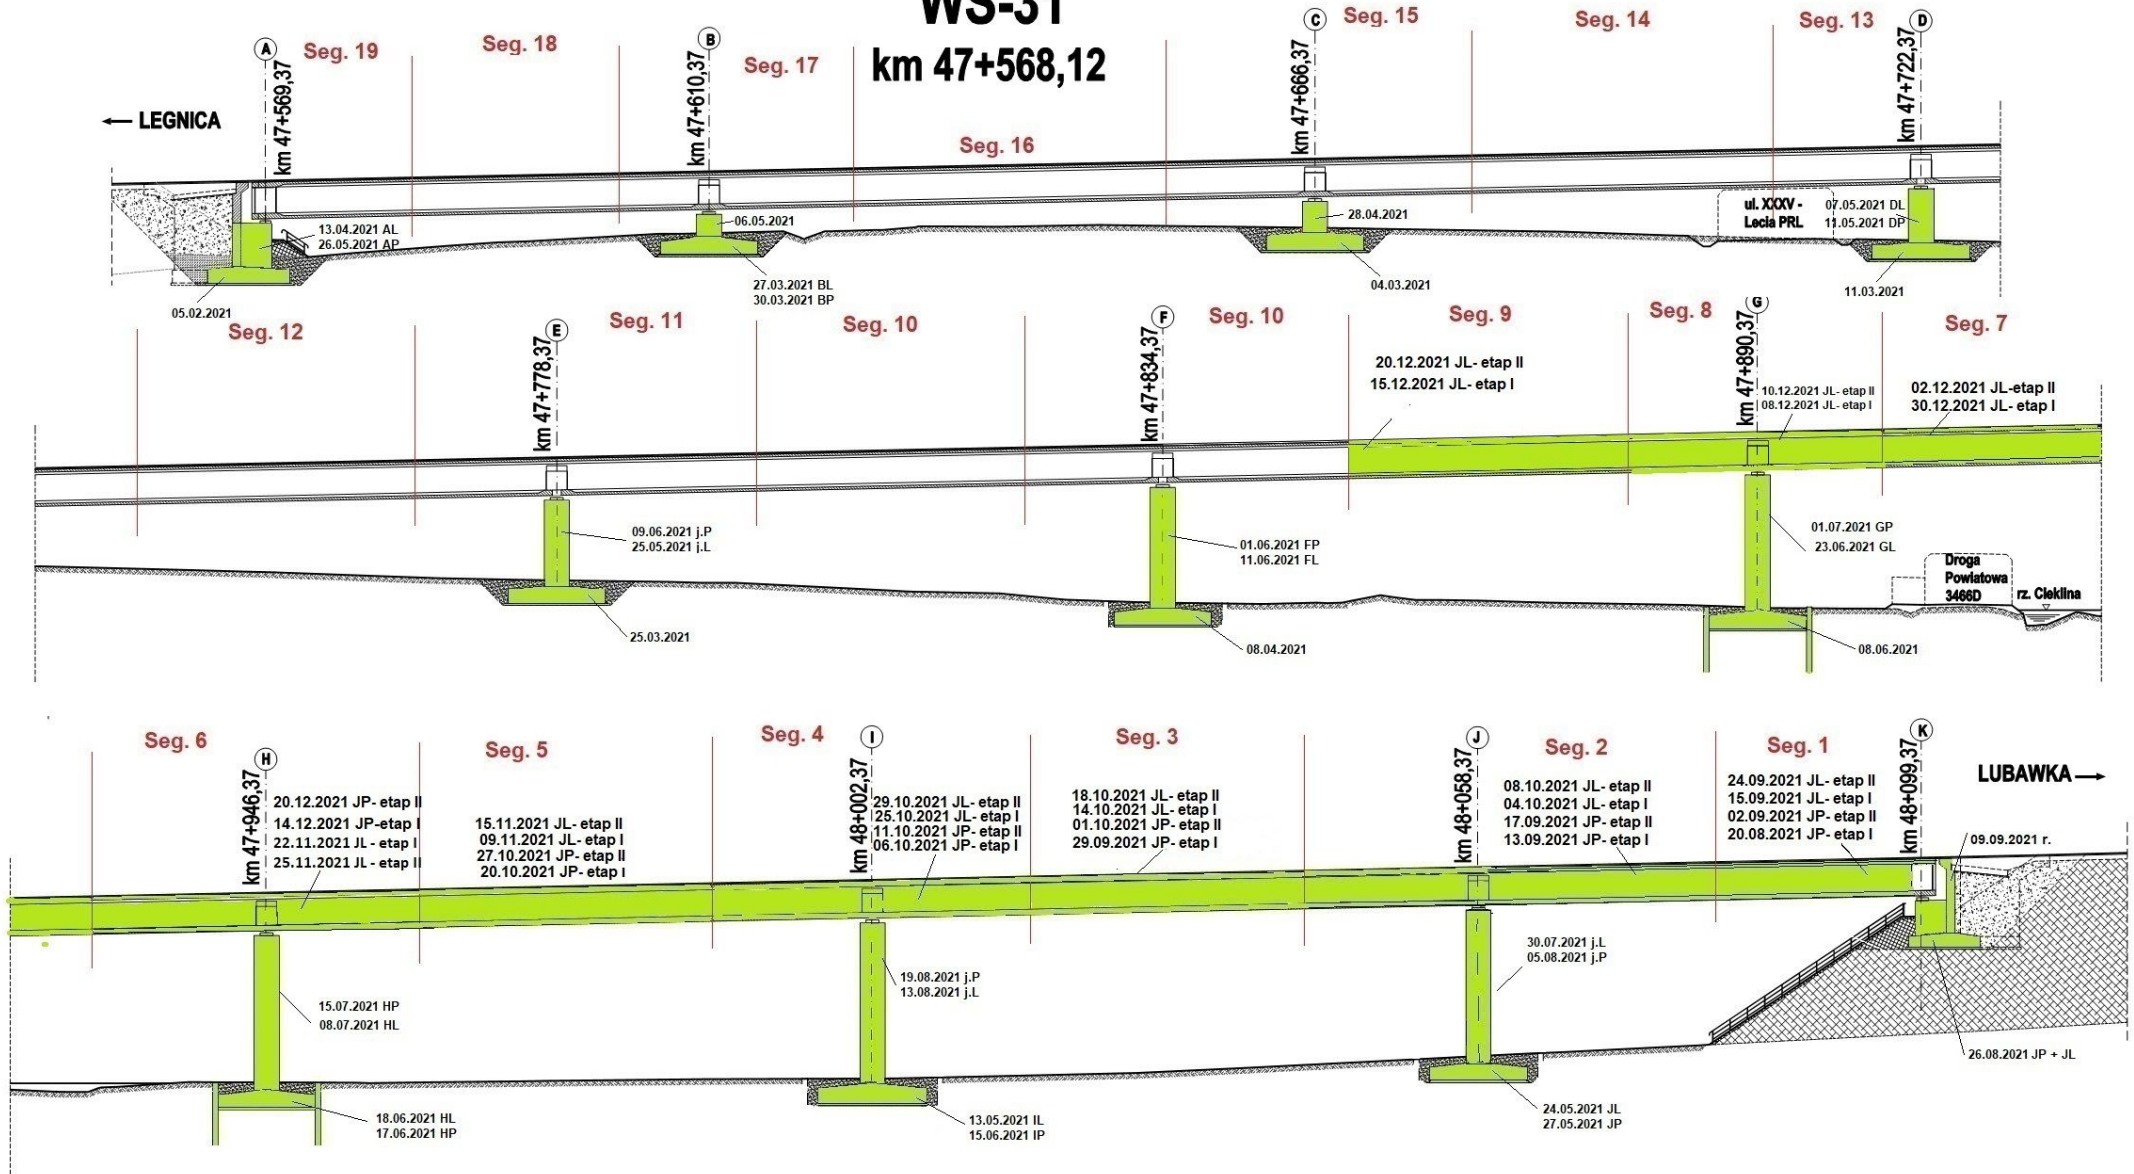 WS-31
km 47+568,12
A
km 47+569,37
Seg. 19
Seg. 18
B
km 47+610,37
Seg. 17
Seg. 16
C
km 47+666,37
Seg. 15
Seg. 14
Seg. 13
D
km 47+722,37
← LEGNICA
13.04.2021 AL
26.05.2021 AP
05.02.2021
06.05.2021
27.03.2021 BL
30.03.2021 BP
28.04.2021
04.03.2021
ul. XXXV -
Lecia PRL
07.05.2021 DL
11.05.2021 DP
11.03.2021
Seg. 12
E
km 47+778,37
Seg. 11
Seg. 10
F
km 47+834,37
Seg. 10
Seg. 9
Seg. 8
G
km 47+890,37
Seg. 7
20.12.2021 JL- etap II
15.12.2021 JL- etap I
10.12.2021 JL- etap II
08.12.2021 JL- etap I
02.12.2021 JL-etap II
30.12.2021 JL- etap I
09.06.2021 j.P
25.05.2021 j.L
25.03.2021
01.06.2021 FP
11.06.2021 FL
08.04.2021
01.07.2021 GP
23.06.2021 GL
08.06.2021
Droga
Powiatowa
3466D
rz. Cieklina
Seg. 6
H
km 47+946,37
Seg. 5
Seg. 4
I
km 48+002,37
Seg. 3
J
km 48+058,37
Seg. 2
Seg. 1
K
km 48+099,37
LUBAWKA →
20.12.2021 JP- etap II
14.12.2021 JP-etap I
22.11.2021 JL - etap I
25.11.2021 JL - etap II
15.11.2021 JL- etap II
09.11.2021 JL- etap I
27.10.2021 JP- etap II
20.10.2021 JP- etap I
29.10.2021 JL- etap II
25.10.2021 JL- etap I
11.10.2021 JP- etap II
06.10.2021 JP- etap I
18.10.2021 JL- etap II
14.10.2021 JL- etap I
01.10.2021 JP- etap II
29.09.2021 JP- etap I
08.10.2021 JL- etap II
04.10.2021 JL- etap I
17.09.2021 JP- etap II
13.09.2021 JP- etap I
24.09.2021 JL- etap II
15.09.2021 JL- etap I
02.09.2021 JP- etap II
20.08.2021 JP- etap I
09.09.2021 r.
15.07.2021 HP
08.07.2021 HL
18.06.2021 HL
17.06.2021 HP
19.08.2021 j.P
13.08.2021 j.L
13.05.2021 IL
15.06.2021 IP
30.07.2021 j.L
05.08.2021 j.P
24.05.2021 JL
27.05.2021 JP
26.08.2021 JP + JL